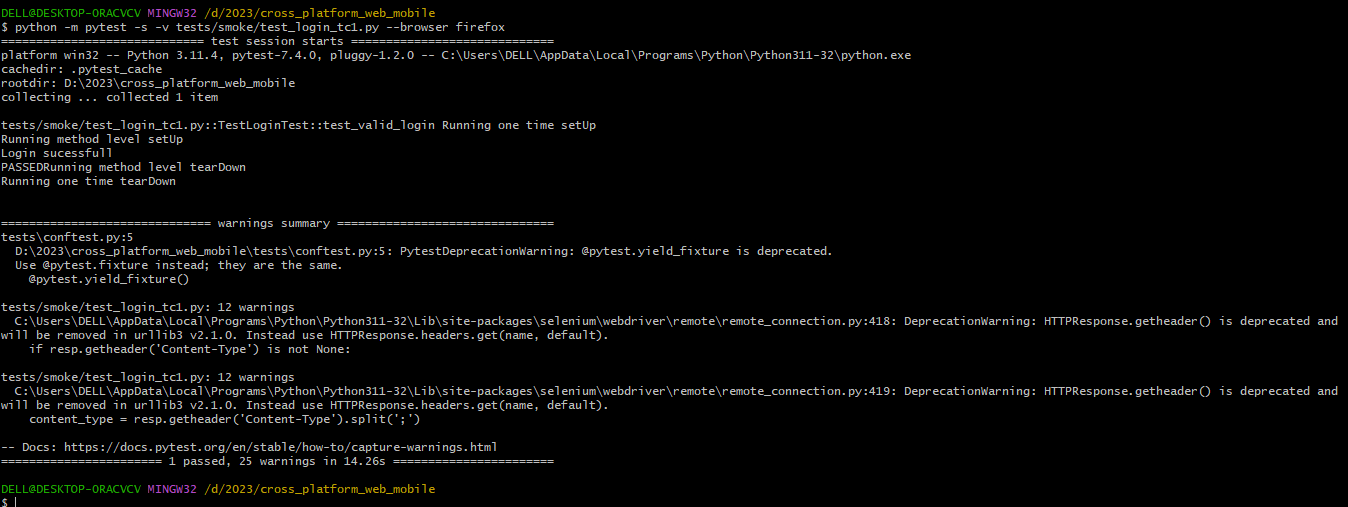 DELL@DESKTOP-ORACVCV MINGW32 /d/2023/cross_platform_web_mobile
$ python -m pytest -s -v tests/smoke/test_login_tc1.py --browser firefox
============================= test session starts =============================
platform win32 -- Python 3.11.4, pytest-7.4.0, pluggy-1.2.0 -- C:\Users\DELL\AppData\Local\Programs\Python\Python311-32\python.exe
cachedir: .pytest_cache
rootdir: D:\2023\cross_platform_web_mobile
collecting ... collected 1 item
tests/smoke/test_login_tc1.py::TestLoginTest::test_valid_login Running one time setUp
Running method level setUp
Login sucessfull
PASSEDRunning method level tearDown
Running one time tearDown
============================== warnings summary ===============================
tests\conftest.py:5
  D:\2023\cross_platform_web_mobile\tests\conftest.py:5: PytestDeprecationWarning: @pytest.yield_fixture is deprecated.
  Use @pytest.fixture instead; they are the same.
    @pytest.yield_fixture()
tests/smoke/test_login_tc1.py: 12 warnings
  C:\Users\DELL\AppData\Local\Programs\Python\Python311-32\Lib\site-packages\selenium\webdriver\remote\remote_connection.py:418: DeprecationWarning: HTTPResponse.getheader() is deprecated and
will be removed in urllib3 v2.1.0. Instead use HTTPResponse.headers.get(name, default).
    if resp.getheader('Content-Type') is not None:
tests/smoke/test_login_tc1.py: 12 warnings
  C:\Users\DELL\AppData\Local\Programs\Python\Python311-32\Lib\site-packages\selenium\webdriver\remote\remote_connection.py:419: DeprecationWarning: HTTPResponse.getheader() is deprecated and
will be removed in urllib3 v2.1.0. Instead use HTTPResponse.headers.get(name, default).
    content_type = resp.getheader('Content-Type').split(';')
-- Docs: https://docs.pytest.org/en/stable/how-to/capture-warnings.html
======================= 1 passed, 25 warnings in 14.26s =======================
DELL@DESKTOP-ORACVCV MINGW32 /d/2023/cross_platform_web_mobile
$